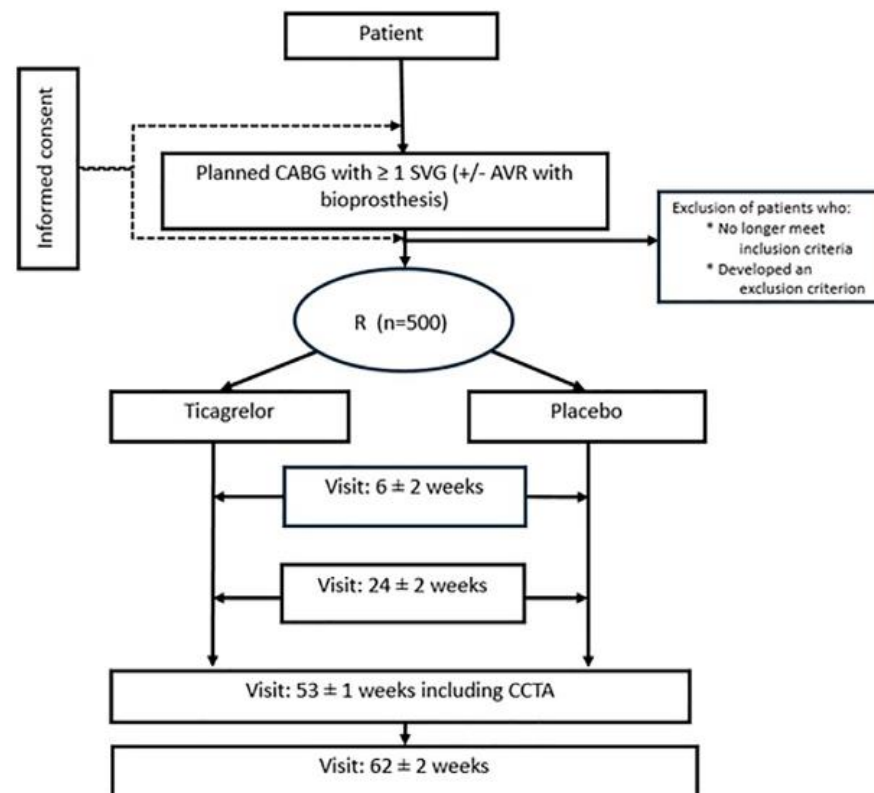 Patient
Informed consent
Planned CABG with ≥ 1 SVG (+/- AVR with
bioprosthesis)
Exclusion of patients who:
* No longer meet
inclusion criteria
* Developed an
exclusion criterion
R (n=500)
Ticagrelor
Placebo
Visit: 6 ± 2 weeks
Visit: 24 ± 2 weeks
Visit: 53 ± 1 weeks including CCTA
Visit: 62 ± 2 weeks